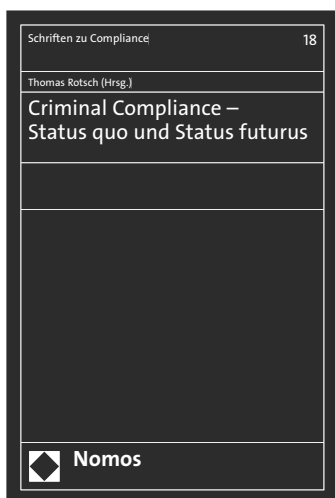 Schriften zu Compliance
18
Thomas Rotsch (Hrsg.)
Criminal Compliance –
Status quo und Status futurus
Nomos